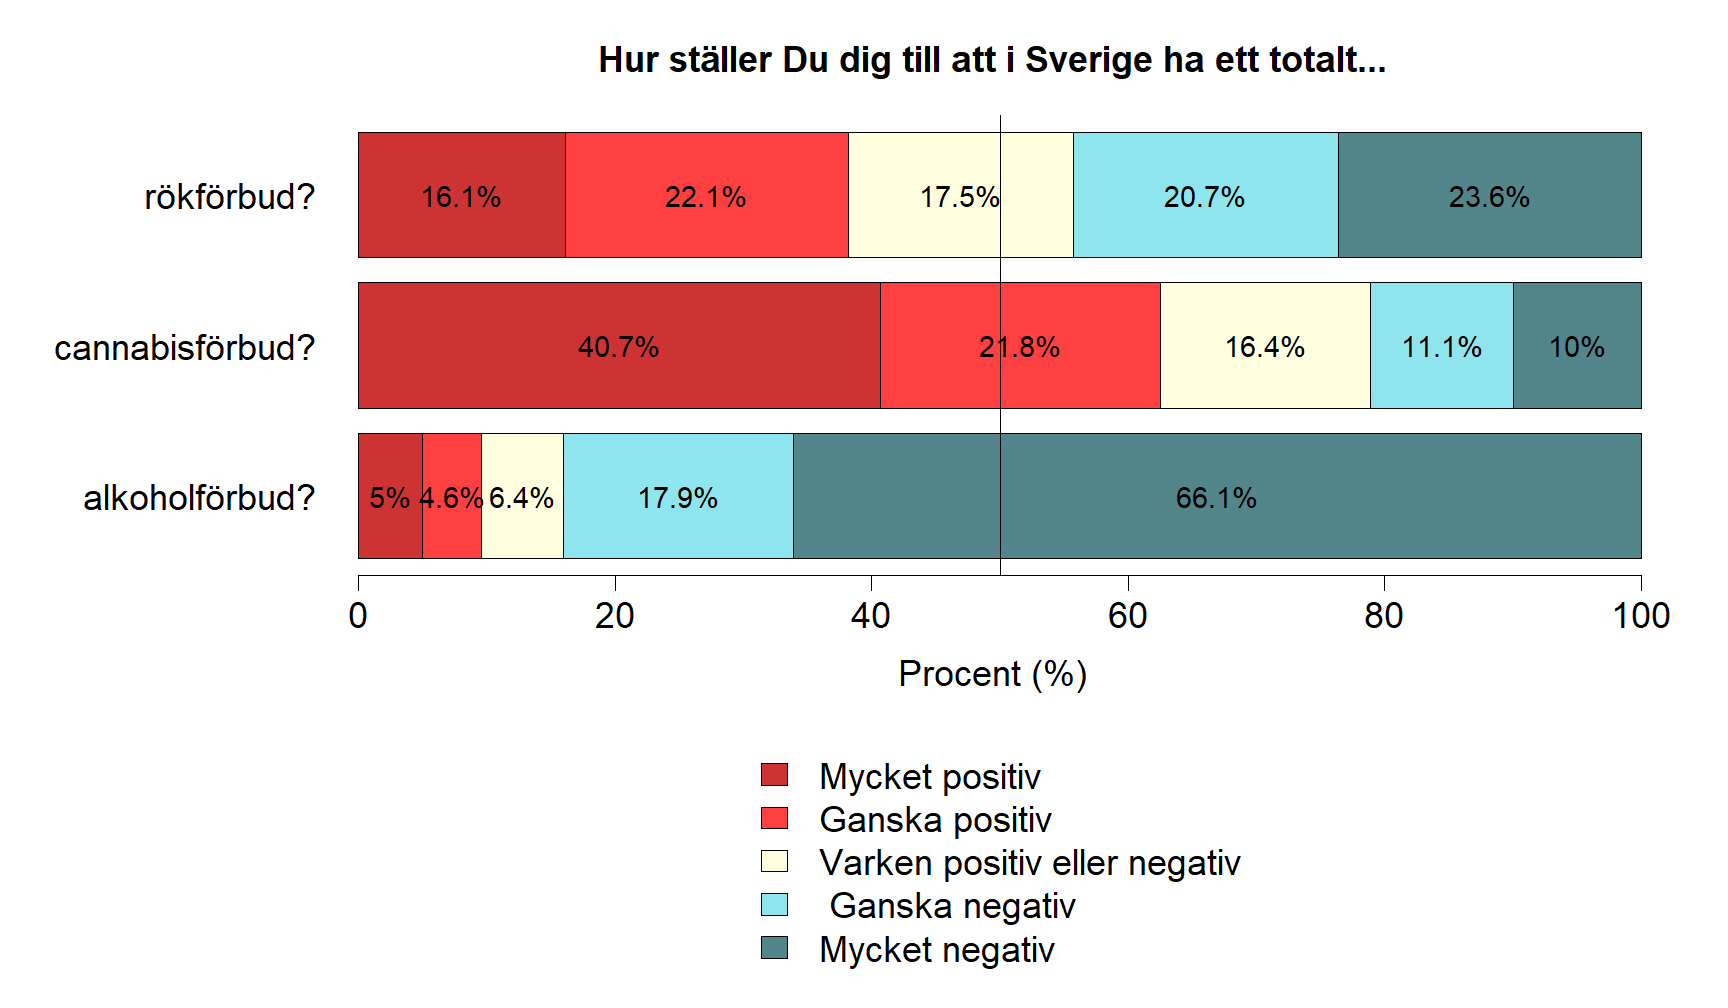 Hur ställer Du dig till att i Sverige ha ett totalt...
rökförbud?
16.1% 22.1% 17.5% 20.7% 23.6%
cannabisförbud?
40.7% 21.8% 16.4% 11.1% 10%
alkoholförbud?
5% 4.6% 6.4% 17.9% 66.1%
0 20 40 60 80 100
Procent (%)
Mycket positiv
Ganska positiv
Varken positiv eller negativ
Ganska negativ
Mycket negativ